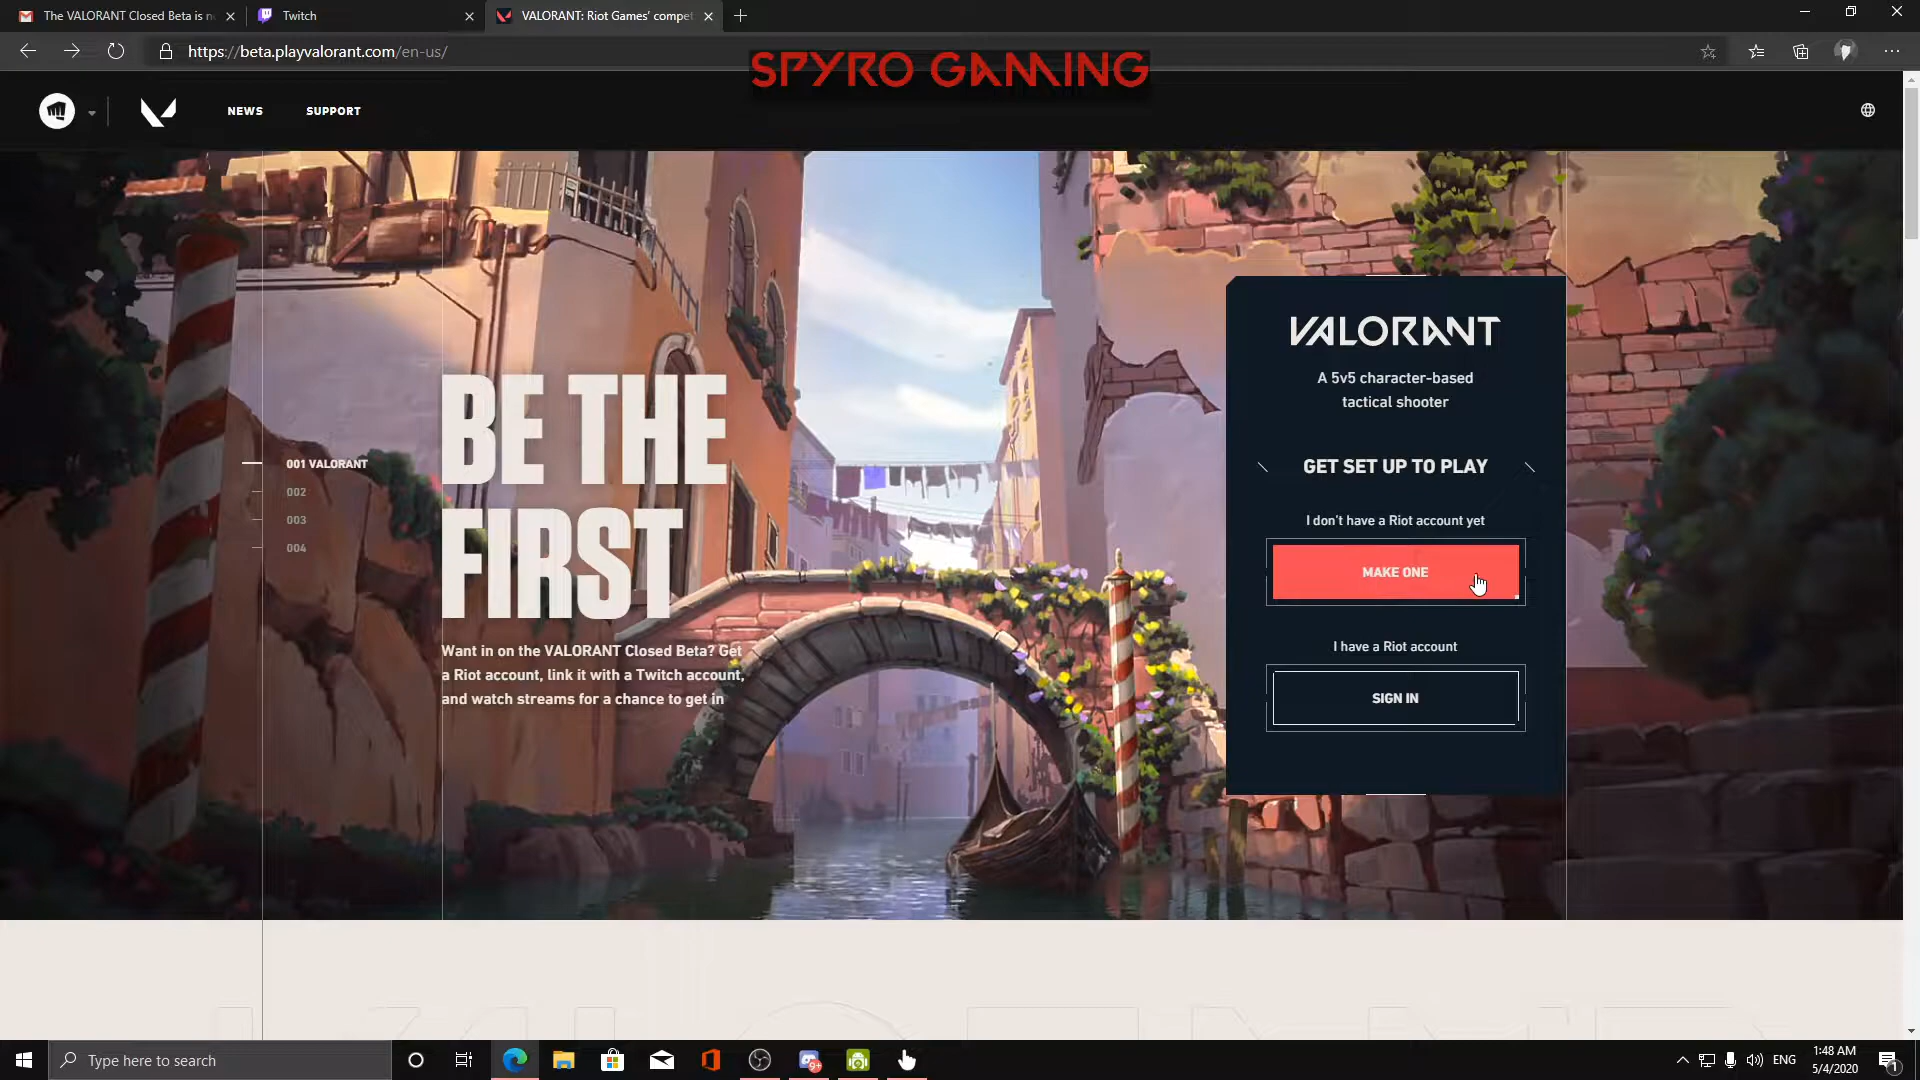 The VALORANT Closed Beta is n
Twitch
VALORANT: Riot Games' compet
https://beta.playvalorant.com/en-us/
SPYRO GAMING
NEWS
SUPPORT
VALORANT
A 5v5 character-based
tactical shooter
BE THE
FIRST
001 VALORANT
002
003
004
GET SET UP TO PLAY
I don't have a Riot account yet
MAKE ONE
Want in on the VALORANT Closed Beta? Get
a Riot account, link it with a Twitch account,
and watch streams for a chance to get in
I have a Riot account
SIGN IN
Type here to search
9+
ENG
1:48 AM
5/4/2020
1